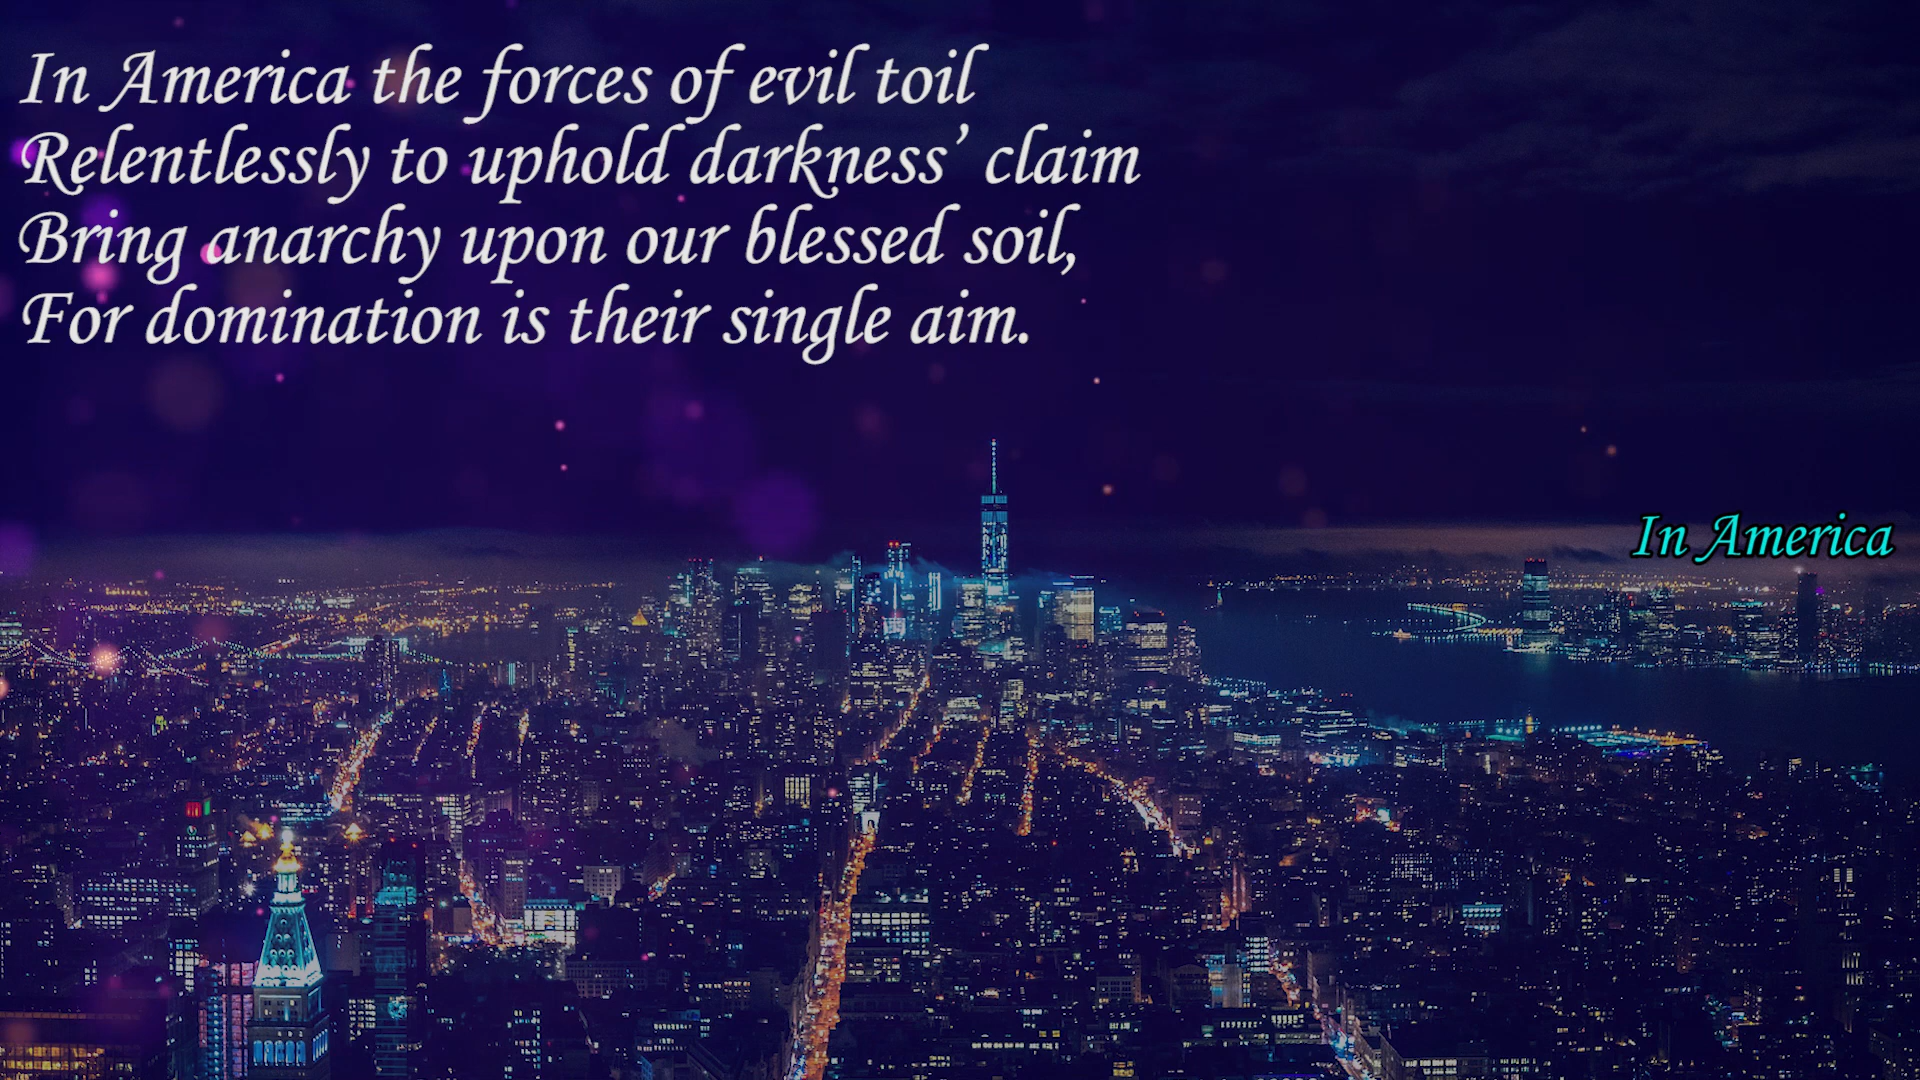 In America the forces of evil toil
Relentlessly to uphold darkness’ claim
Bring anarchy upon our blessed soil,
For domination is their single aim.
In America